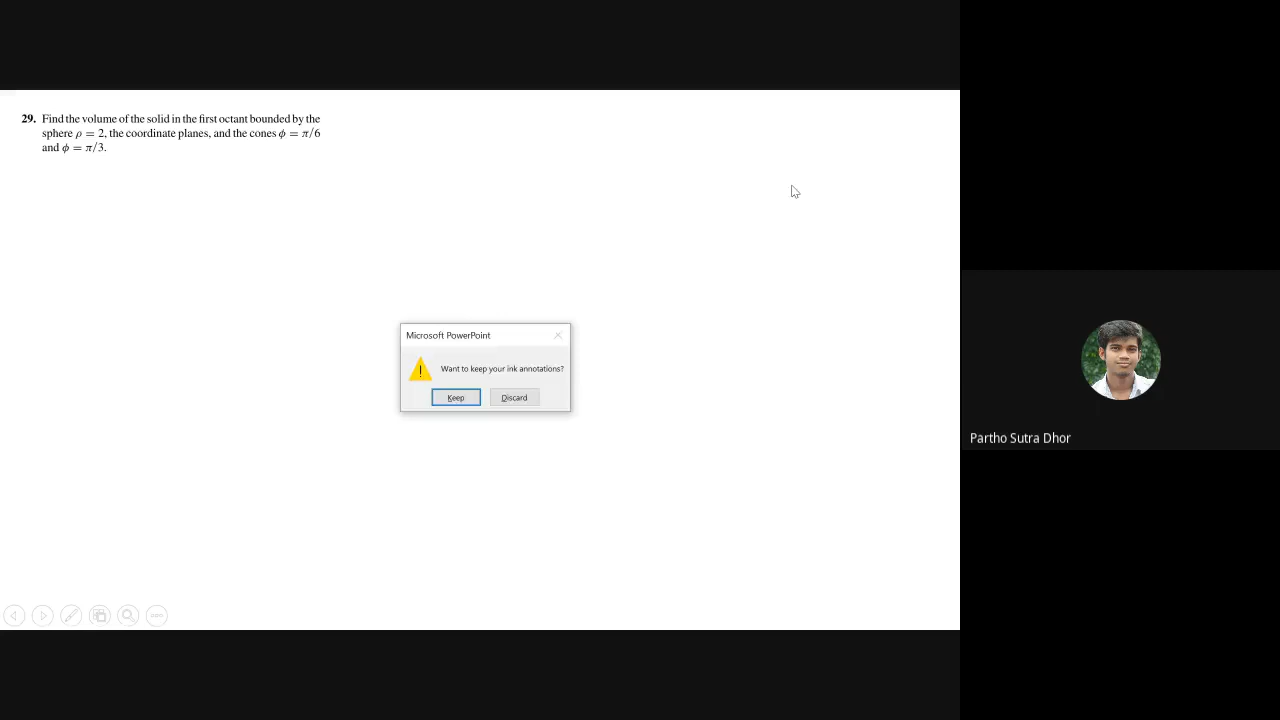 29. Find the volume of the solid in the first octant bounded by the
sphere ρ = 2, the coordinate planes, and the cones ϕ = π/6
and ϕ = π/3.
Microsoft PowerPoint
Want to keep your ink annotations?
Keep
Discard
Partho Sutra Dhor